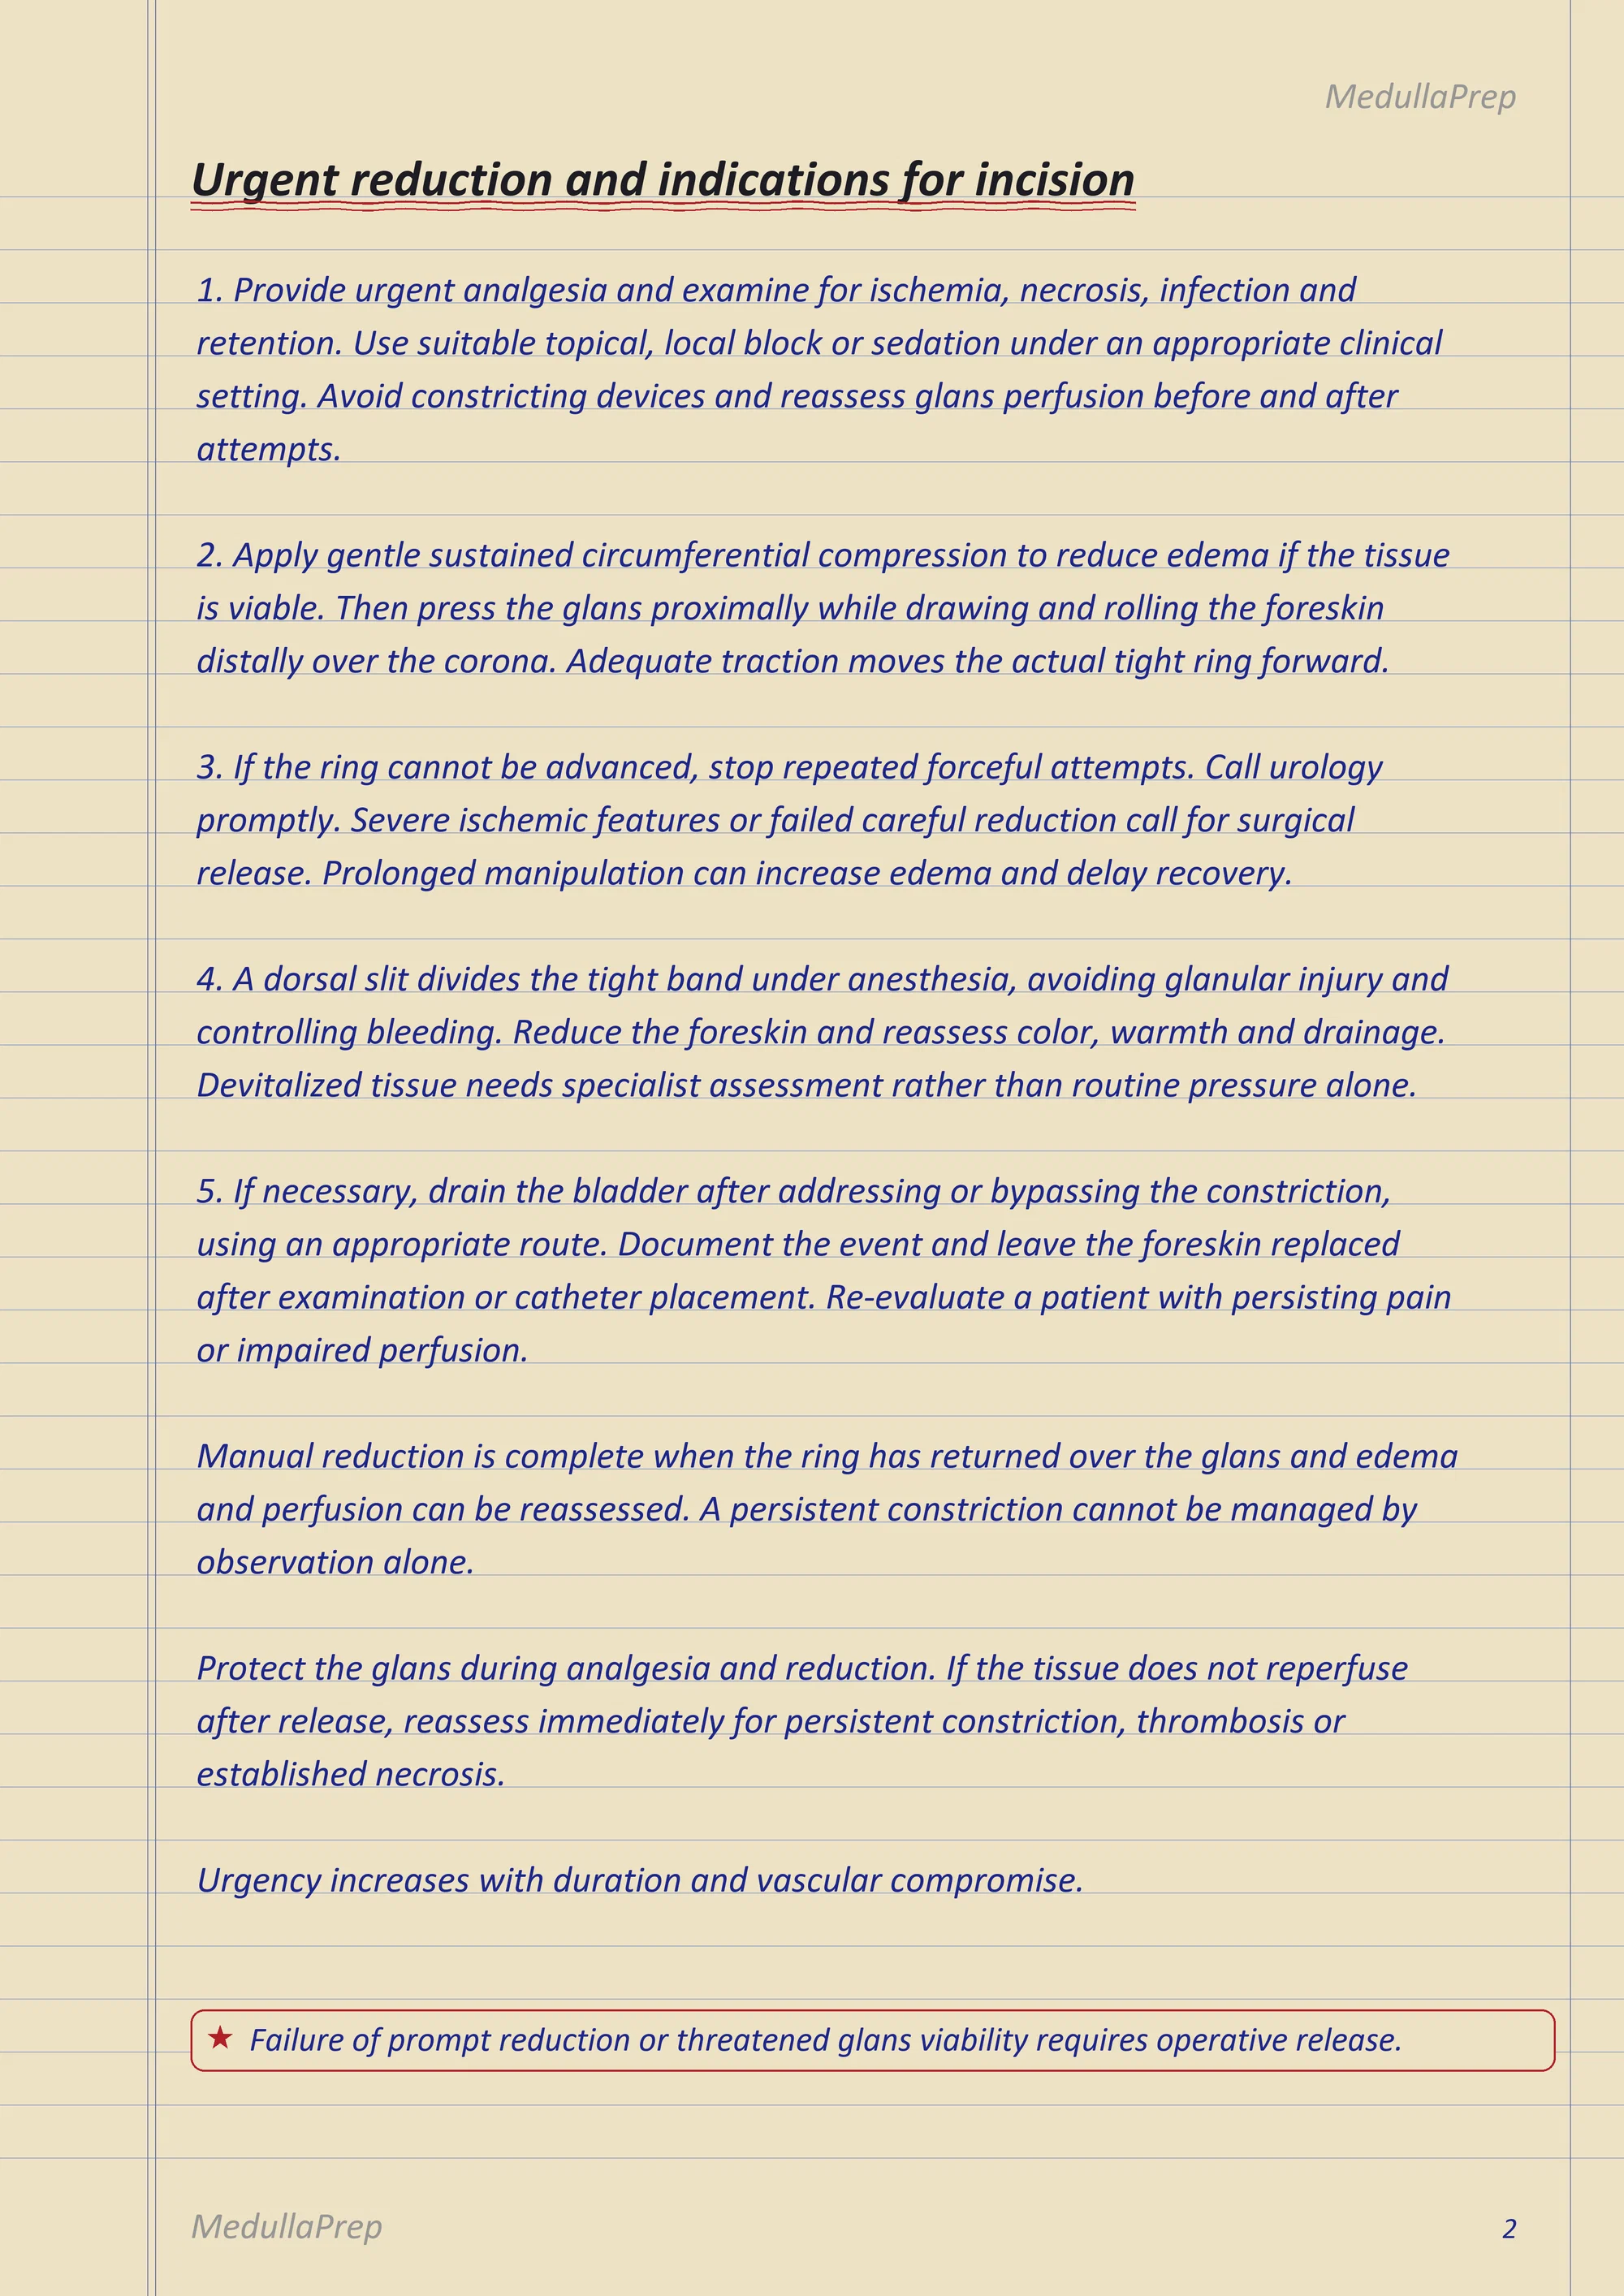 MedullaPrep
Urgent reduction and indications for incision
1. Provide urgent analgesia and examine for ischemia, necrosis, infection and
retention. Use suitable topical, local block or sedation under an appropriate clinical
setting. Avoid constricting devices and reassess glans perfusion before and after
attempts.
2. Apply gentle sustained circumferential compression to reduce edema if the tissue
is viable. Then press the glans proximally while drawing and rolling the foreskin
distally over the corona. Adequate traction moves the actual tight ring forward.
3. If the ring cannot be advanced, stop repeated forceful attempts. Call urology
promptly. Severe ischemic features or failed careful reduction call for surgical
release. Prolonged manipulation can increase edema and delay recovery.
4. A dorsal slit divides the tight band under anesthesia, avoiding glanular injury and
controlling bleeding. Reduce the foreskin and reassess color, warmth and drainage.
Devitalized tissue needs specialist assessment rather than routine pressure alone.
5. If necessary, drain the bladder after addressing or bypassing the constriction,
using an appropriate route. Document the event and leave the foreskin replaced
after examination or catheter placement. Re-evaluate a patient with persisting pain
or impaired perfusion.
Manual reduction is complete when the ring has returned over the glans and edema
and perfusion can be reassessed. A persistent constriction cannot be managed by
observation alone.
Protect the glans during analgesia and reduction. If the tissue does not reperfuse
after release, reassess immediately for persistent constriction, thrombosis or
established necrosis.
Urgency increases with duration and vascular compromise.
★ Failure of prompt reduction or threatened glans viability requires operative release.
MedullaPrep
2